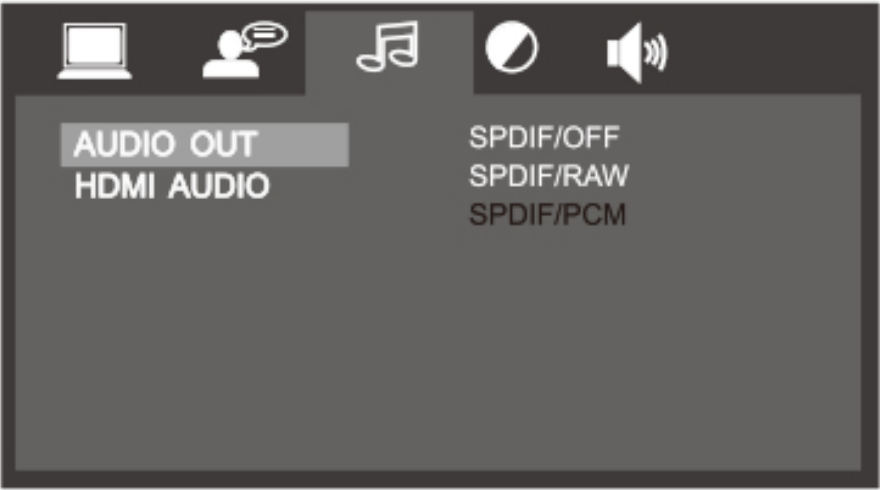 AUDIO OUT
HDMI AUDIO
SPDIF/OFF
SPDIF/RAW
SPDIF/PCM